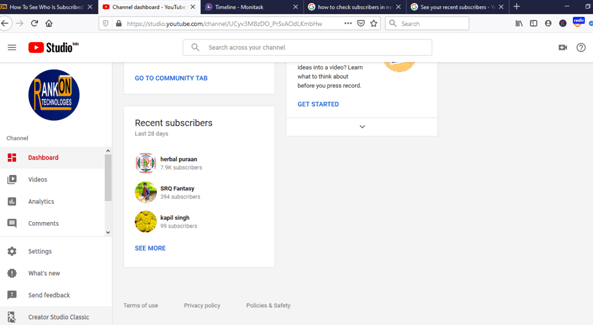 How To See Who is Subscribed
Channel dashboard - YouTube
Timeline - Monitask
how to check subscribers in
See your recent subscribers -
https://studio.youtube.com/channel/
Search
Studio
Search across your channel
GO TO COMMUNITY TAB
ideas into a video? Learn
what to think about
before you press record.
GET STARTED
RANKON
TECHNOLOGIES
Channel
Dashboard
Videos
Analytics
Comments
Settings
What's new
Send feedback
Creator Studio Classic
Recent subscribers
Last 28 days
herbal puraan
7.9K subscribers
SRQ Fantasy
394 subscribers
kapil singh
99 subscribers
SEE MORE
Terms of use
Privacy policy
Policies & Safety